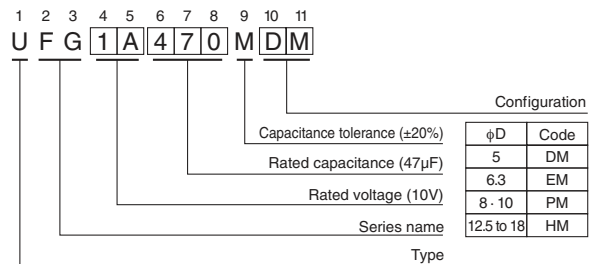 1 2 3 4 5 6 7 8 9 10 11
U F G 1 A 4 7 0 M D M
Configuration
Capacitance tolerance (±20%)
Rated capacitance (47μF)
Rated voltage (10V)
Series name
Type
ϕD Code
5 DM
6.3 EM
8 · 10 PM
12.5 to 18 HM